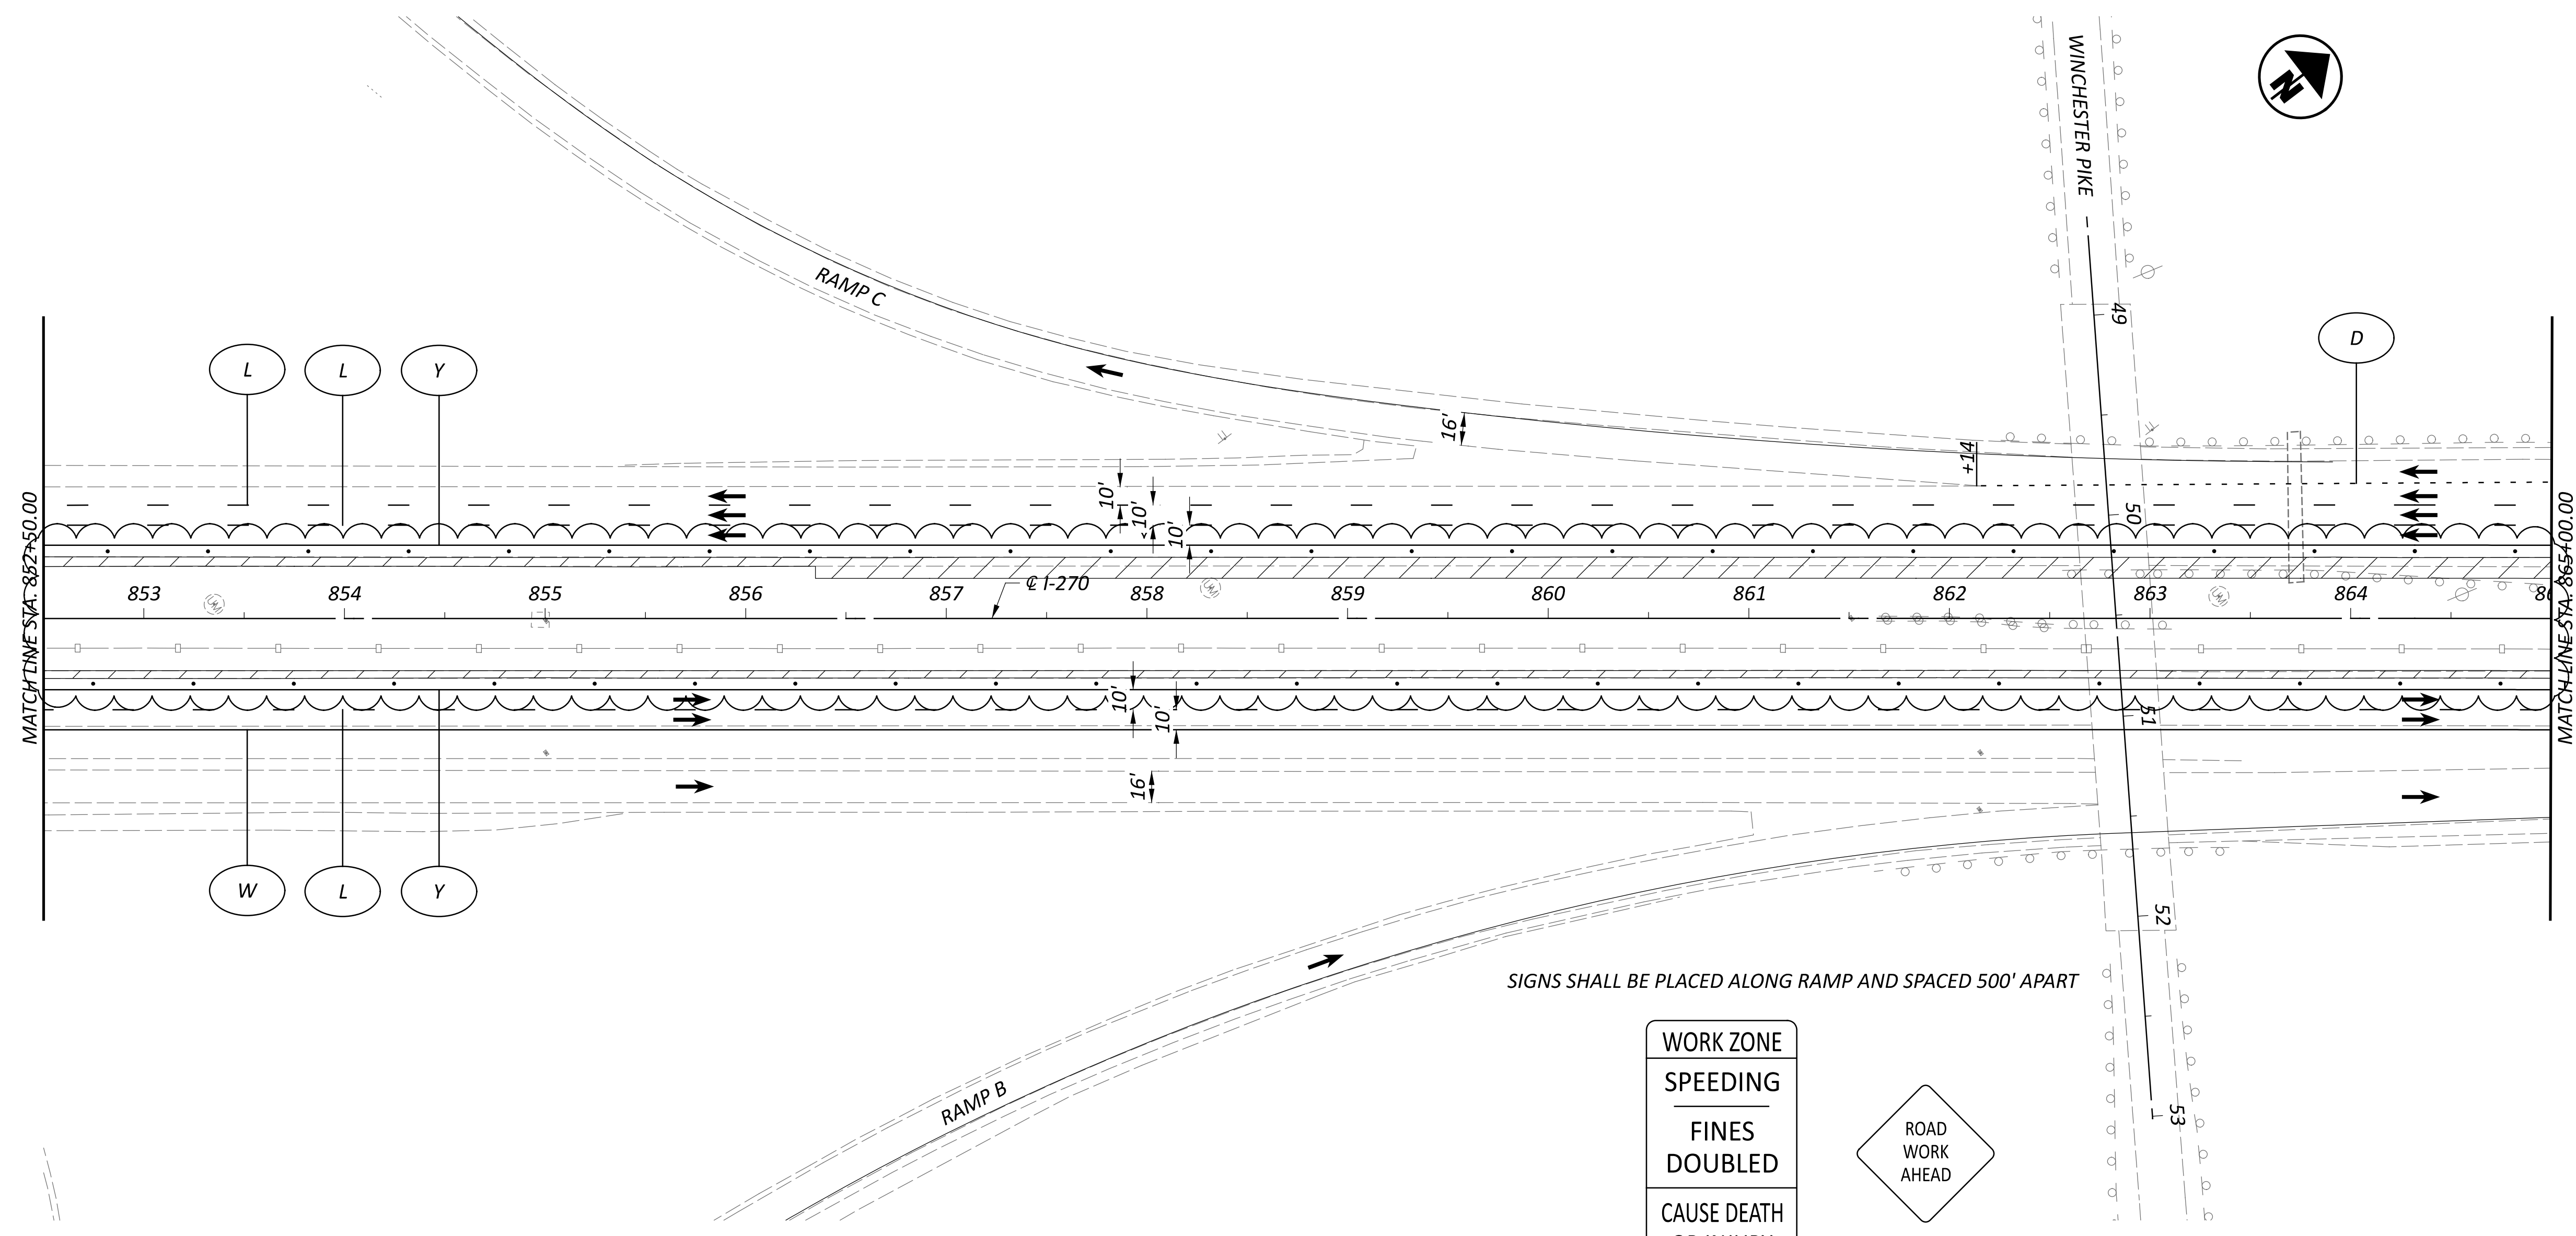 WINCHESTER PIKE
N
RAMP C
49
L
L
Y
D
16'
+14
10'
10'
10'
50
MATCH LINE STA. 852+50.00
MATCH LINE STA. 865+00.00
℄ I-270
853
854
855
856
857
858
859
860
861
862
863
864
10'
10'
51
16'
W
L
Y
52
SIGNS SHALL BE PLACED ALONG RAMP AND SPACED 500' APART
RAMP B
53
WORK ZONE
SPEEDING
FINES
DOUBLED
CAUSE DEATH
ROAD
WORK
AHEAD